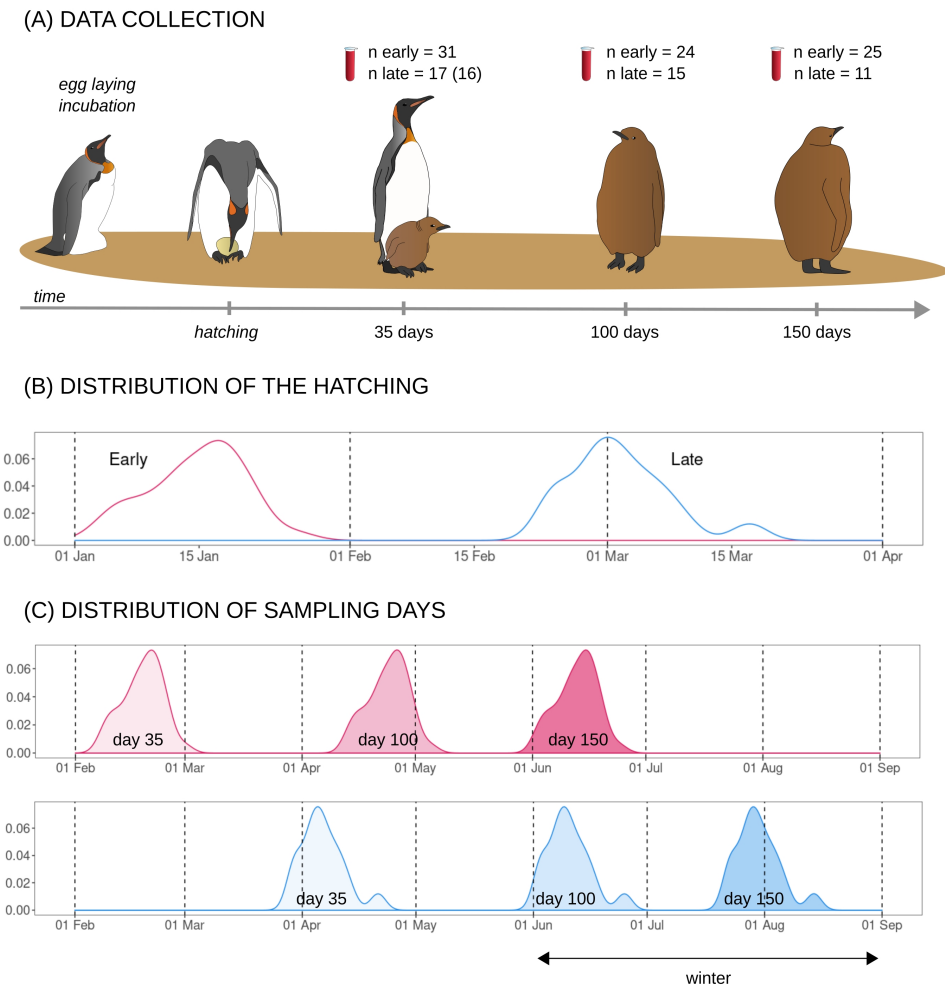 (A) DATA COLLECTION
n early = 31
n late = 17 (16)
n early = 24
n late = 15
n early = 25
n late = 11
egg laying
incubation
time
hatching
35 days
100 days
150 days
(B) DISTRIBUTION OF THE HATCHING
0.06
0.04
0.02
0.00
Early
Late
01 Jan
15 Jan
01 Feb
15 Feb
01 Mar
15 Mar
01 Apr
(C) DISTRIBUTION OF SAMPLING DAYS
0.06
0.04
0.02
0.00
day 35
day 100
day 150
01 Feb
01 Mar
01 Apr
01 May
01 Jun
01 Jul
01 Aug
01 Sep
0.06
0.04
0.02
0.00
day 35
day 100
day 150
01 Feb
01 Mar
01 Apr
01 May
01 Jun
01 Jul
01 Aug
01 Sep
winter